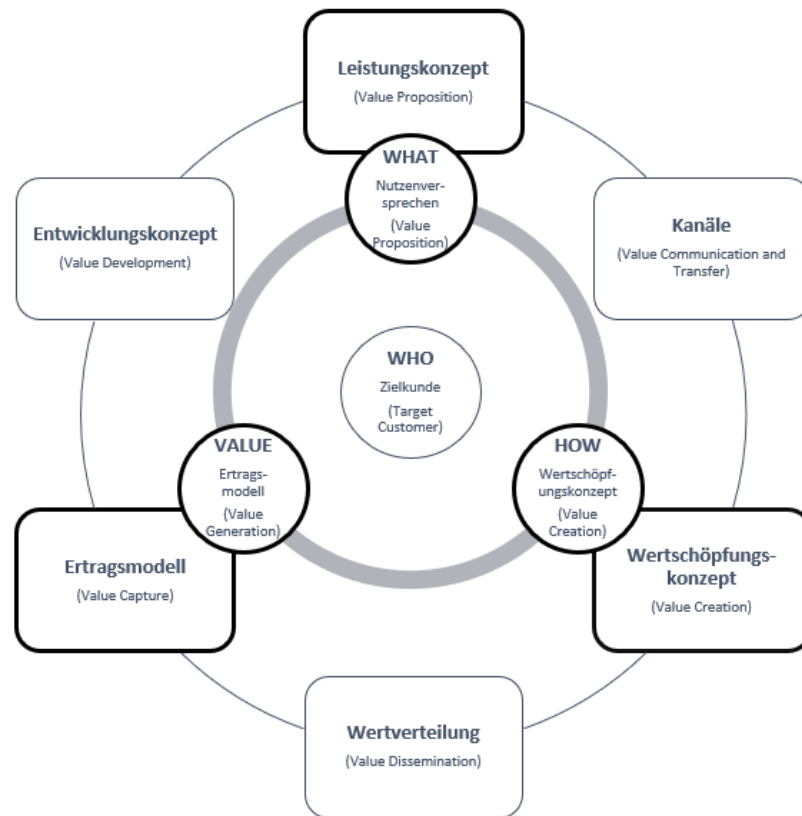 Leistungskonzept
(Value Proposition)
WHAT
Nutzenver-
sprechen
(Value
Proposition)
Entwicklungskonzept
(Value Development)
Kanäle
(Value Communication and
Transfer)
WHO
Zielkunde
(Target
Customer)
VALUE
Ertrags-
modell
(Value
Generation)
HOW
Wertschöpf-
ungskonzept
(Value
Creation)
Ertragsmodell
(Value Capture)
Wertschöpfungs-
konzept
(Value Creation)
Wertverteilung
(Value Dissemination)